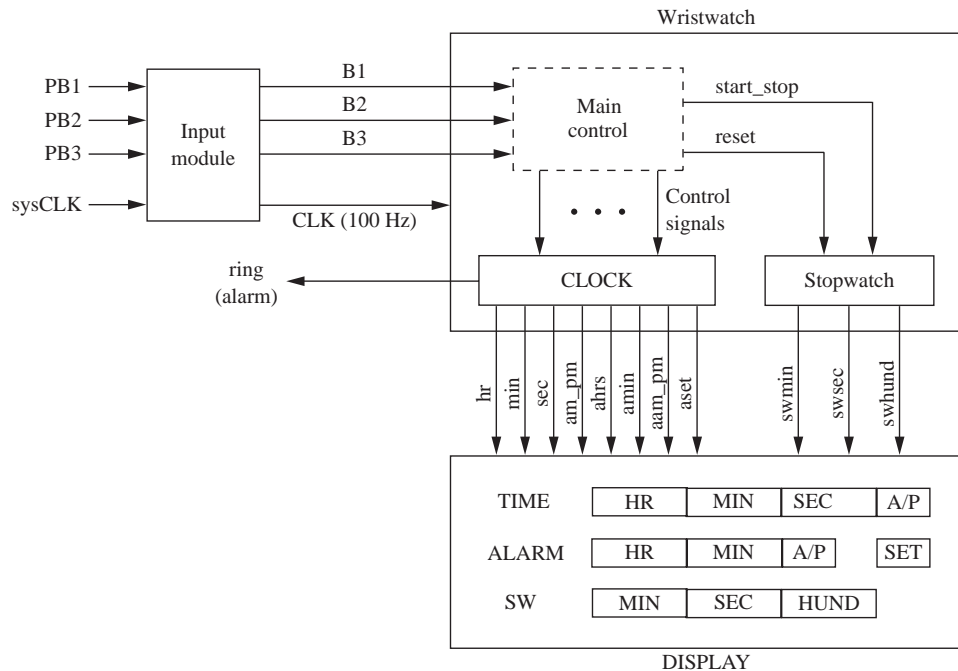 Wristwatch
PB1
PB2
PB3
sysCLK
Input
module
B1
B2
B3
CLK (100 Hz)
Main
control
start_stop
reset
Control
signals
ring
(alarm)
CLOCK
Stopwatch
hr
min
sec
am_pm
ahrs
amin
aam_pm
aset
swmin
swsec
swhund
TIME HR MIN SEC A/P
ALARM HR MIN A/P SET
SW MIN SEC HUND
DISPLAY